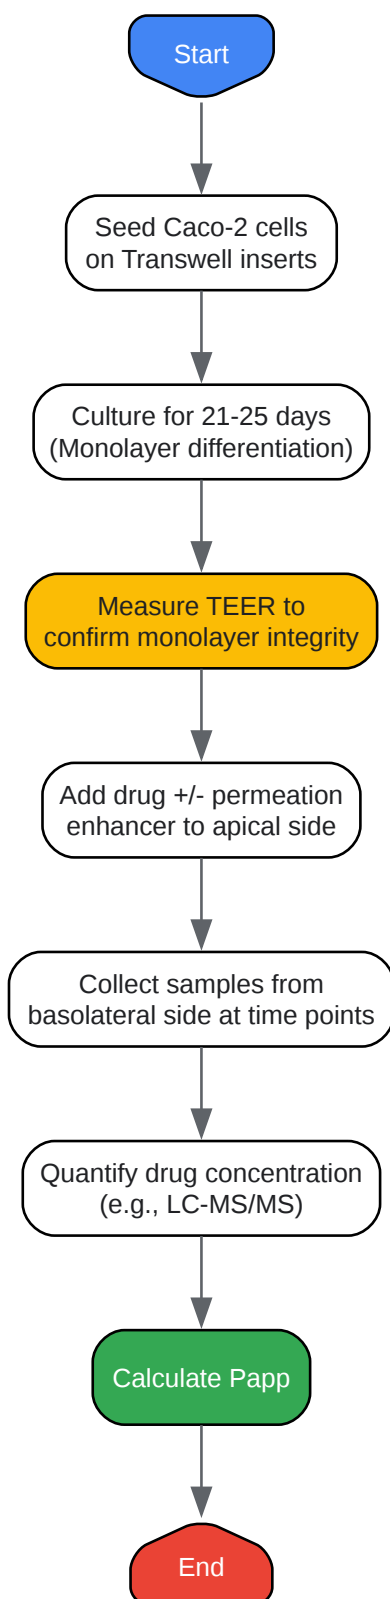 Start
Seed Caco-2 cells
on Transwell inserts
Culture for 21-25 days
(Monolayer differentiation)
Measure TEER to
confirm monolayer integrity
Add drug +/- permeation
enhancer to apical side
Collect samples from
basolateral side at time points
Quantify drug concentration
(e.g., LC-MS/MS)
Calculate Papp
End